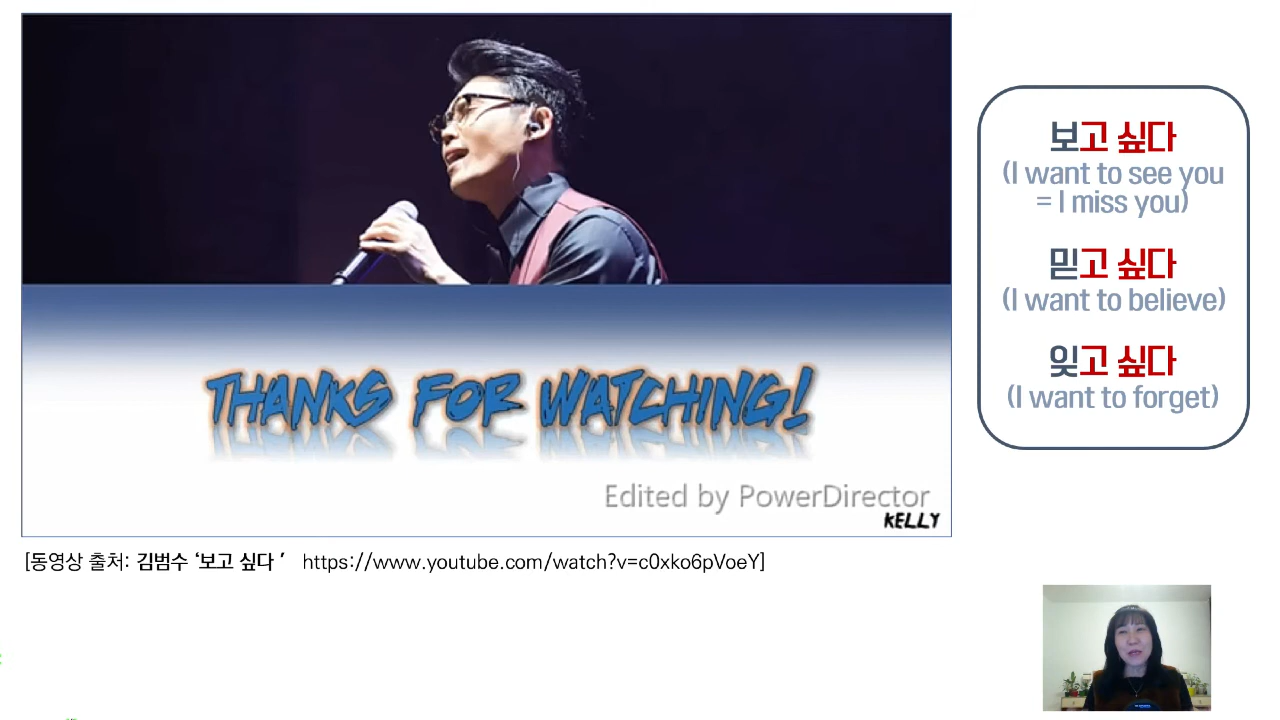 THANKS FOR WATCHING!
Edited by PowerDirector
KELLY
[동영상 출처: 김범수 ‘보고 싶다 ’ https://www.youtube.com/watch?v=c0xko6pVoeY]
보고 싶다
(I want to see you
= I miss you)
믿고 싶다
(I want to believe)
잊고 싶다
(I want to forget)